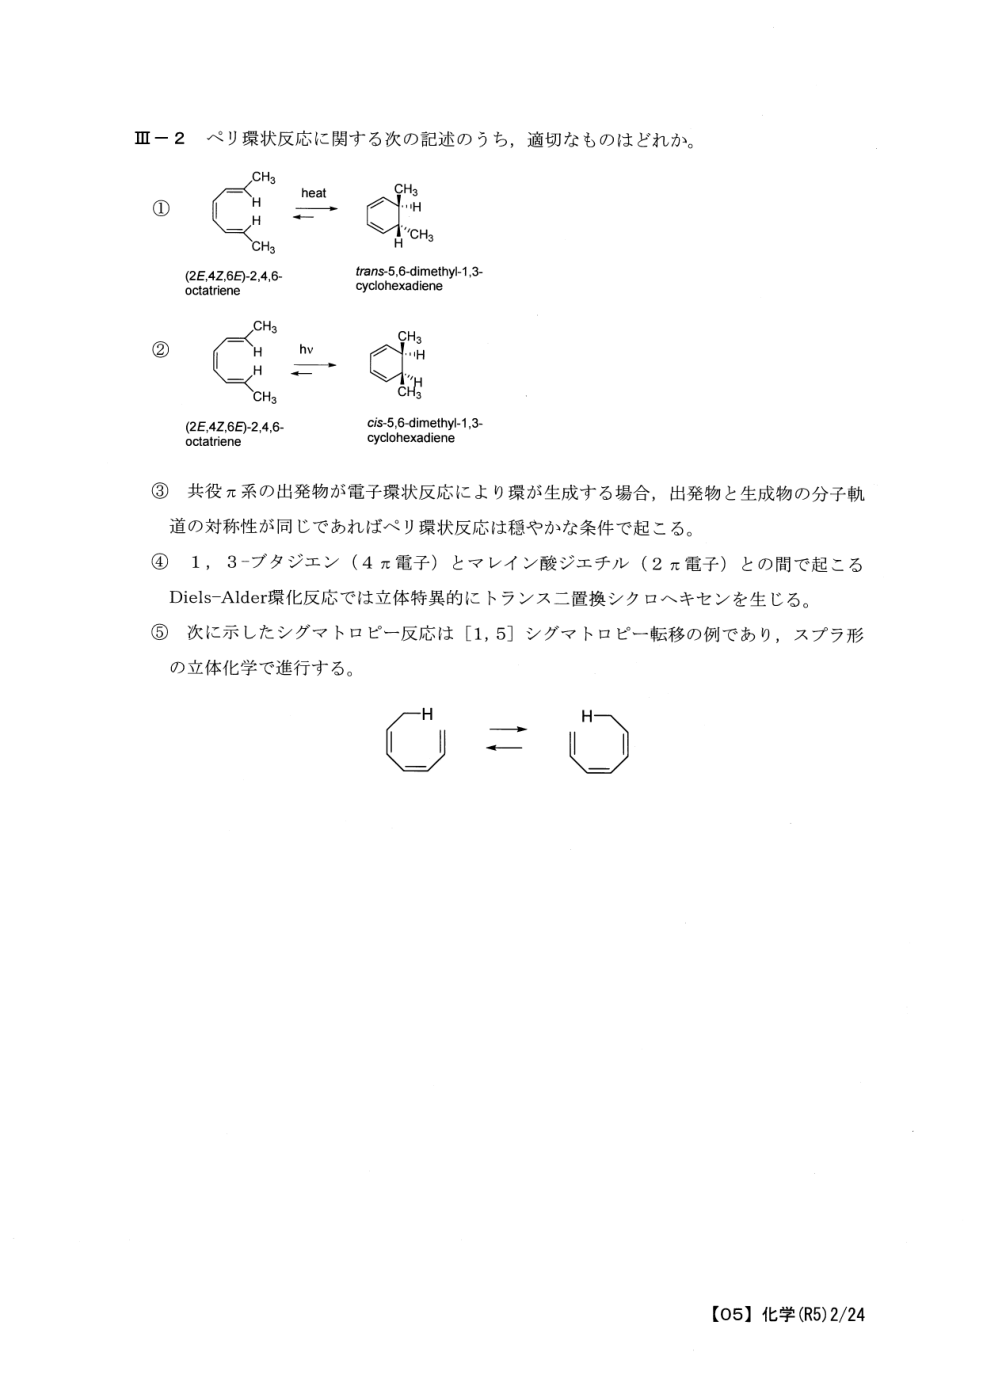 Ⅲ－２ ペリ環状反応に関する次の記述のうち，適切なものはどれか。
①
CH3
H
H
CH3
heat
CH3
H
CH3
H
(2E,4Z,6E)-2,4,6-
octatriene
trans-5,6-dimethyl-1,3-
cyclohexadiene
②
CH3
H
H
CH3
hν
CH3
H
H
CH3
(2E,4Z,6E)-2,4,6-
octatriene
cis-5,6-dimethyl-1,3-
cyclohexadiene
③ 共役π系の出発物が電子環状反応により環が生成する場合，出発物と生成物の分子軌
道の対称性が同じであればペリ環状反応は穏やかな条件で起こる。
④ １，３−ブタジエン（４π電子）とマレイン酸ジエチル（２π電子）との間で起こる
Diels−Alder環化反応では立体特異的にトランス二置換シクロヘキセンを生じる。
⑤ 次に示したシグマトロピー反応は［１,５］シグマトロピー転移の例であり，スプラ形
の立体化学で進行する。
H
H
【０５】化学(R5)2/24